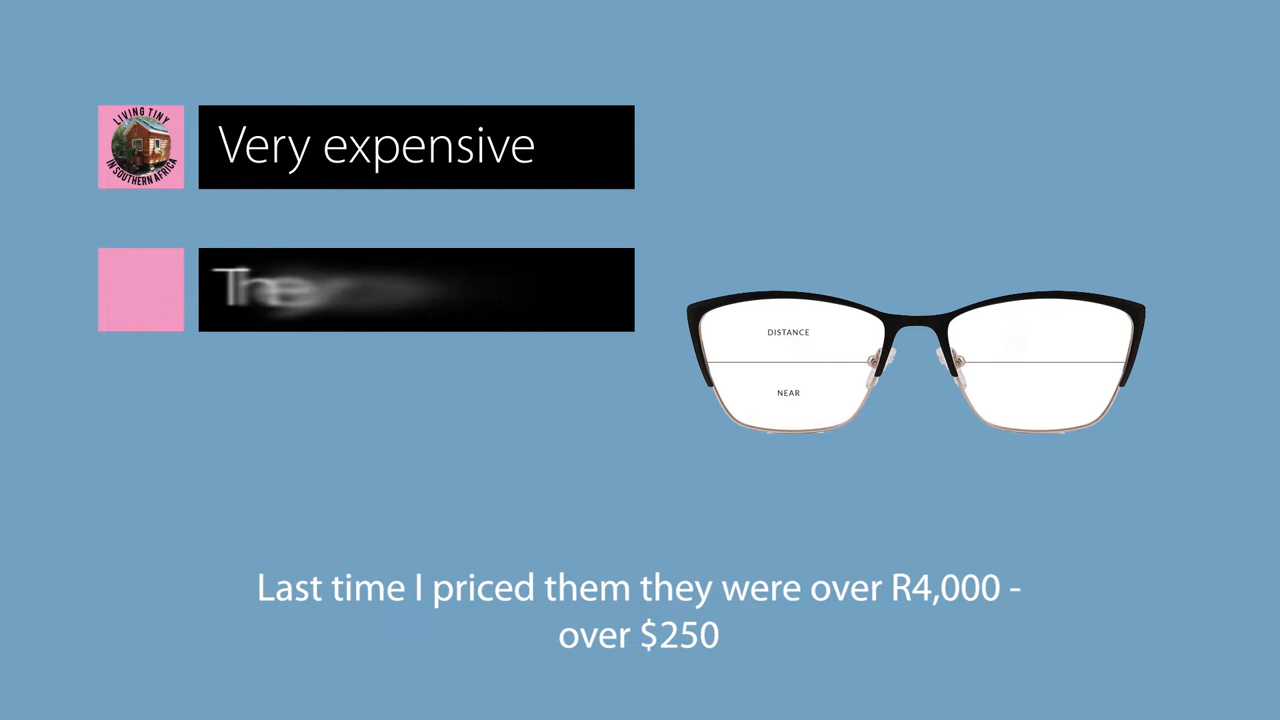 LIVING TINY
IN SOUTHERN AFRICA
Very expensive
The
DISTANCE
NEAR
Last time I priced them they were over R4,000 -
over $250